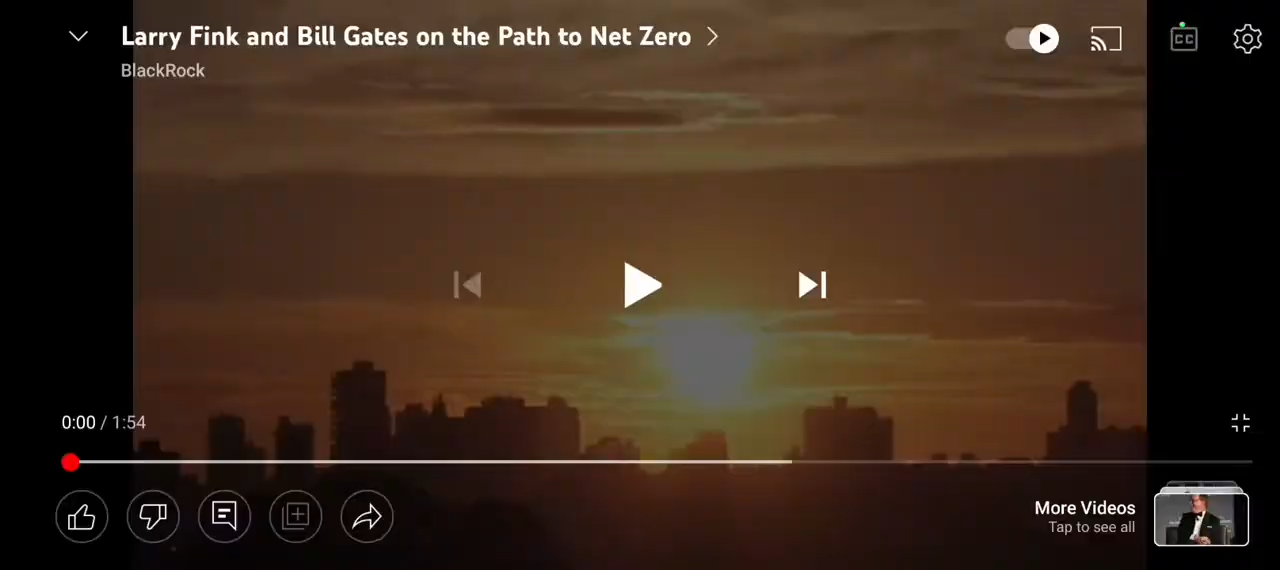 Larry Fink and Bill Gates on the Path to Net Zero
BlackRock
CC
0:00 / 1:54
More Videos
Tap to see all